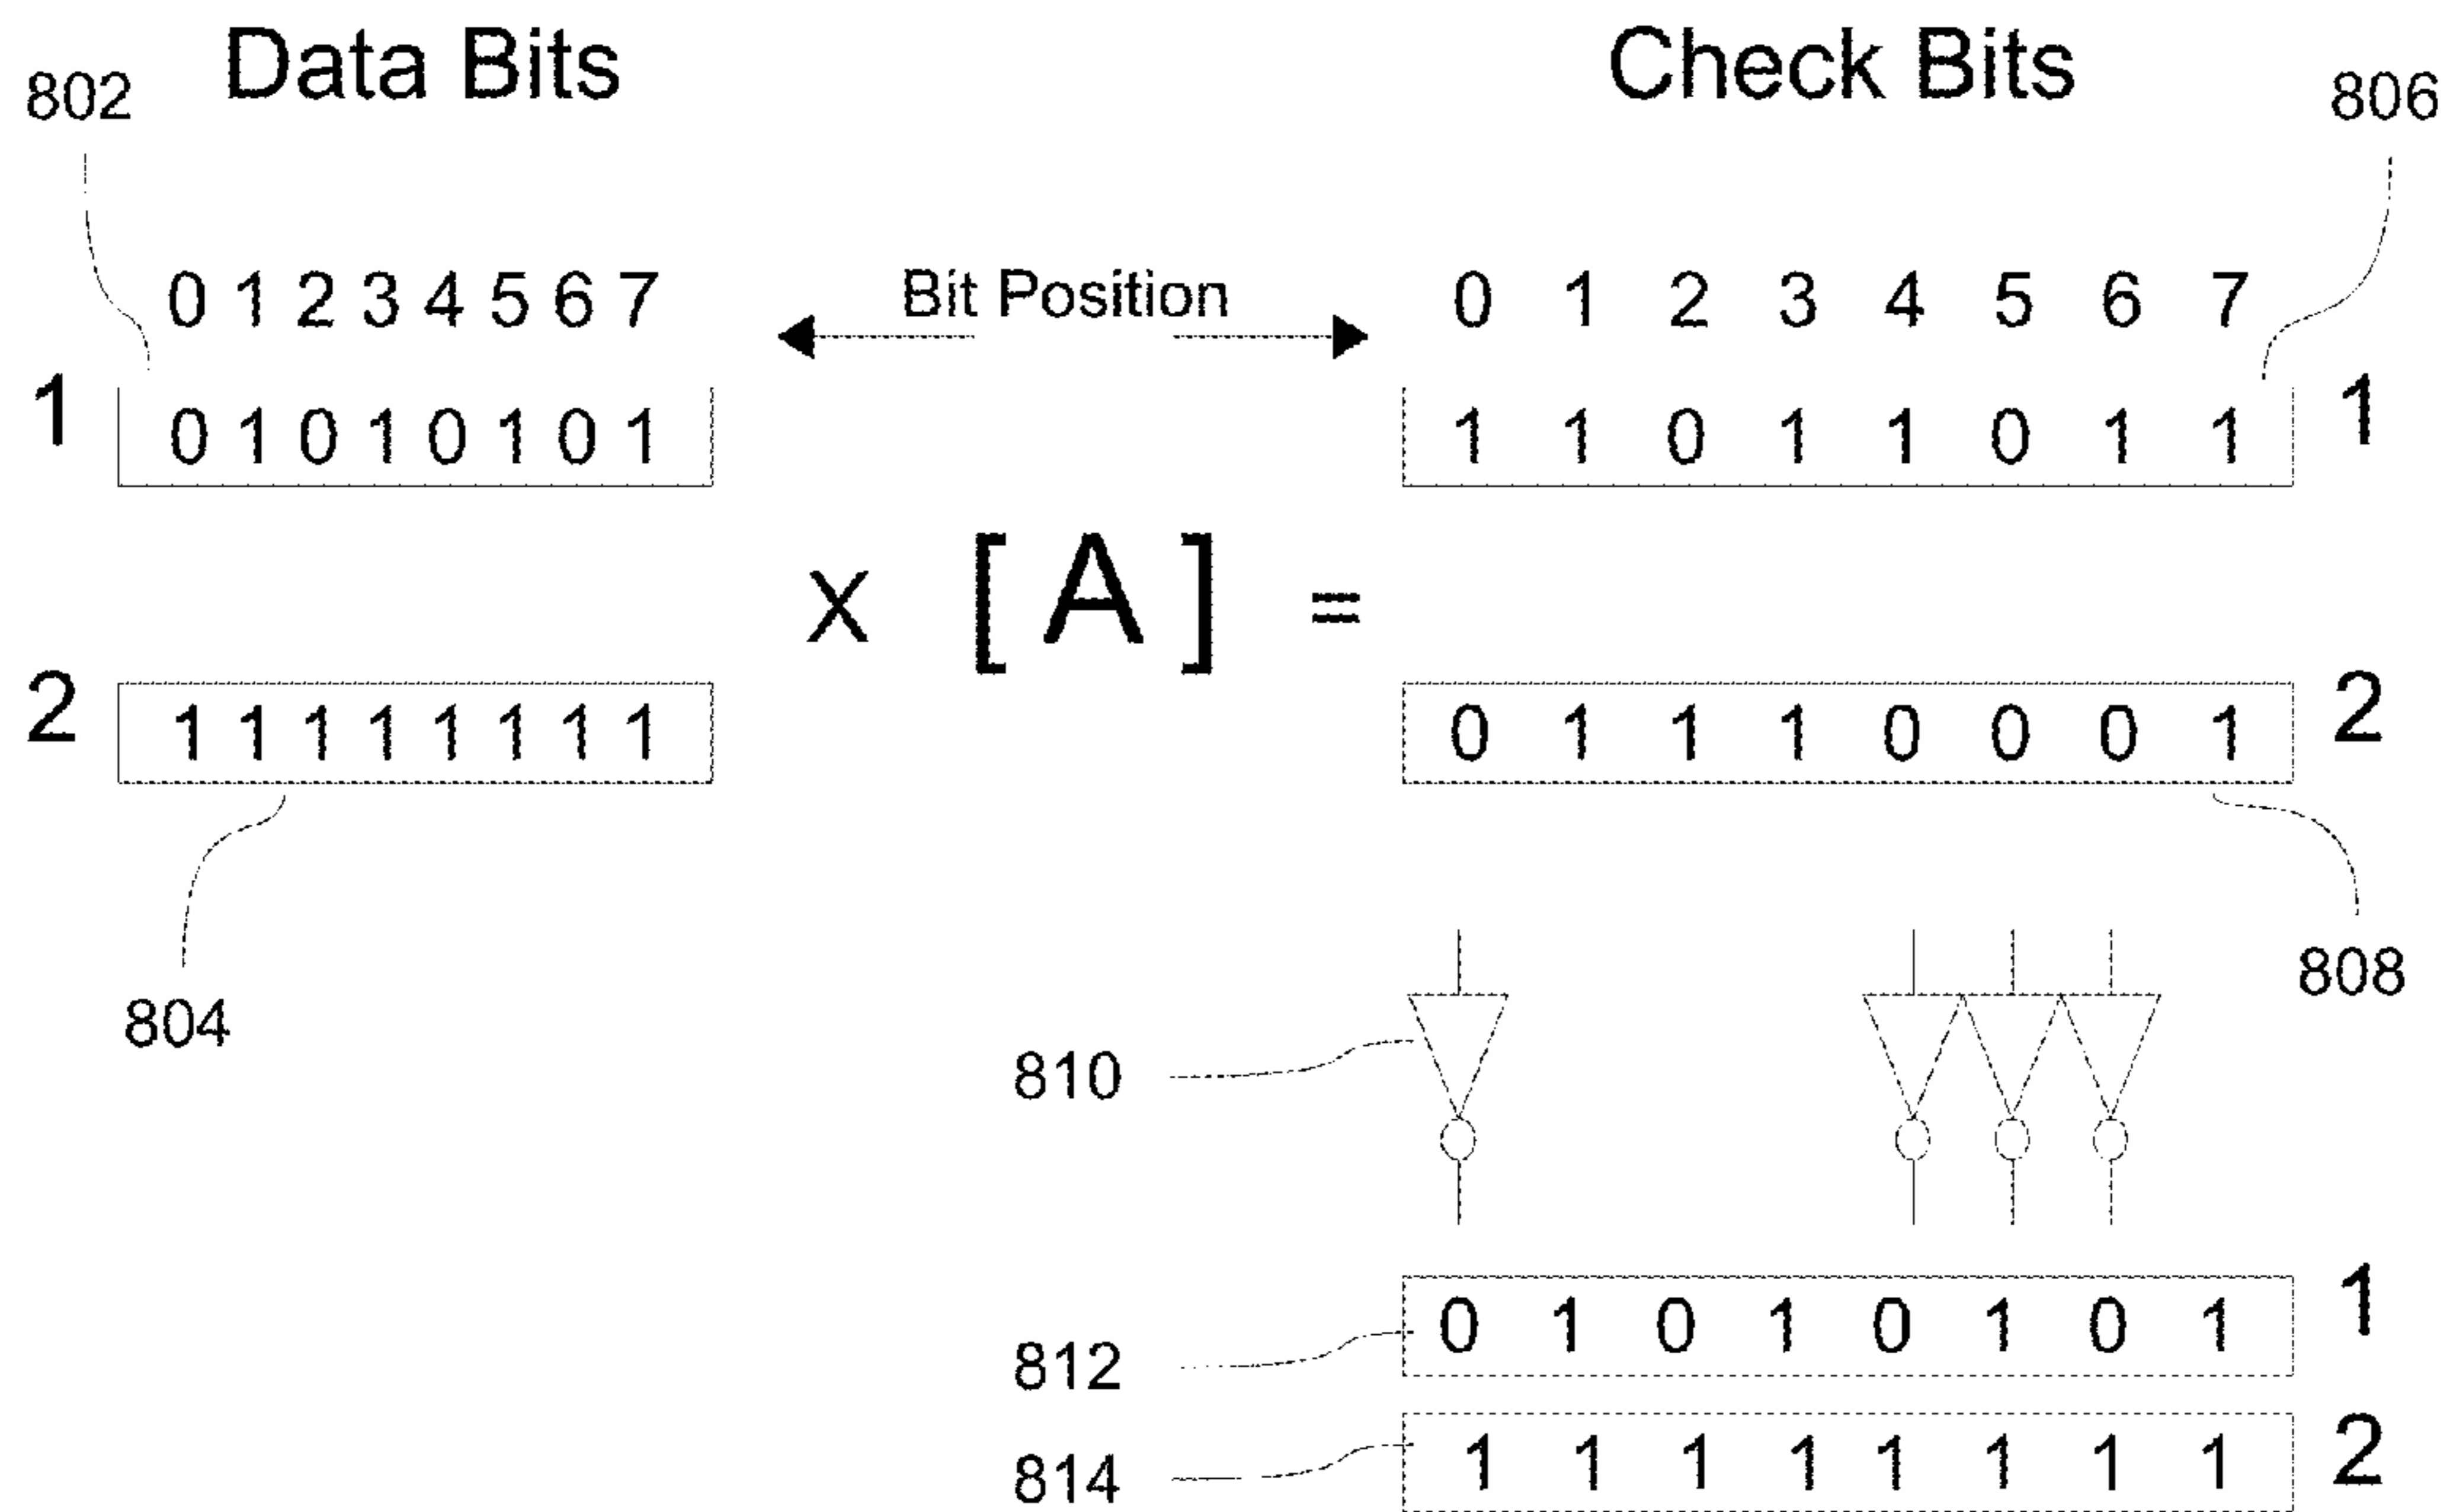 Data Bits Check Bits
802 806
0 1 2 3 4 5 6 7 Bit Position 0 1 2 3 4 5 6 7
1 0 1 0 1 0 1 0 1 1 1 0 1 1 0 1 1 1
x [ A ] =
2 1 1 1 1 1 1 1 1 0 1 1 1 0 0 0 1 2
804 808
810
0 1 0 1 0 1 0 1 1
812
1 1 1 1 1 1 1 1 2
814